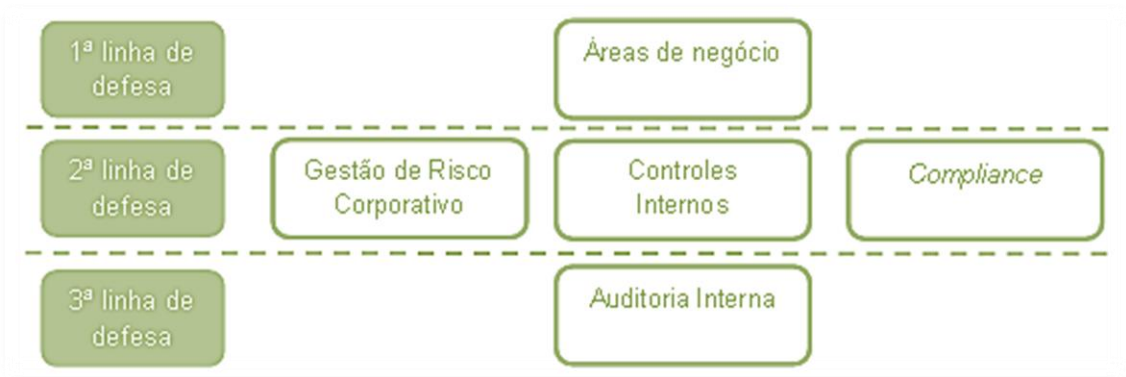 1ª linha de
defesa
Áreas de negócio
2ª linha de
defesa
Gestão de Risco
Corporativo
Controles
Internos
Compliance
3ª linha de
defesa
Auditoria Interna